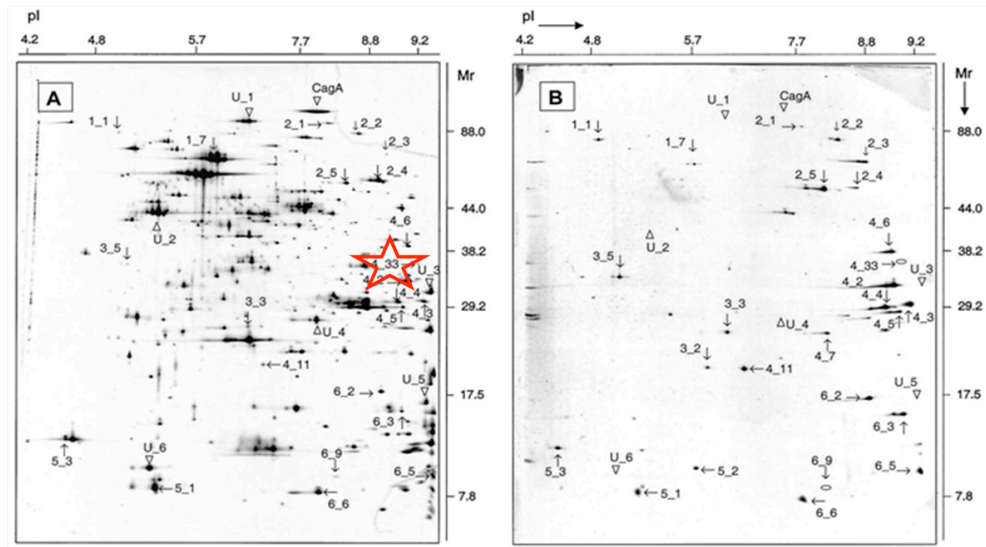 pI
4.2 4.8 5.7 7.7 8.8 9.2
Mr
A
CagA
U_1
1_1
2_1
2_2
88.0
1_7
2_3
2_5
2_4
44.0
U_2
4_6
3_5
38.2
4_33
U_3
4_2
4_4
29.2
3_3
U_4
4_5
4_3
4_11
U_5
6_2
17.5
6_3
U_6
5_3
6_9
6_5
5_1
7.8
6_6
pI
4.2 4.8 5.7 7.7 8.8 9.2
Mr
B
CagA
U_1
1_1
2_1
2_2
88.0
1_7
2_3
2_5
2_4
44.0
4_6
U_2
38.2
3_5
4_33
U_3
4_2
4_4
29.2
3_3
U_4
4_5
4_3
4_7
3_2
4_11
U_5
6_2
17.5
6_3
U_6
6_9
5_3
5_2
6_5
5_1
7.8
6_6